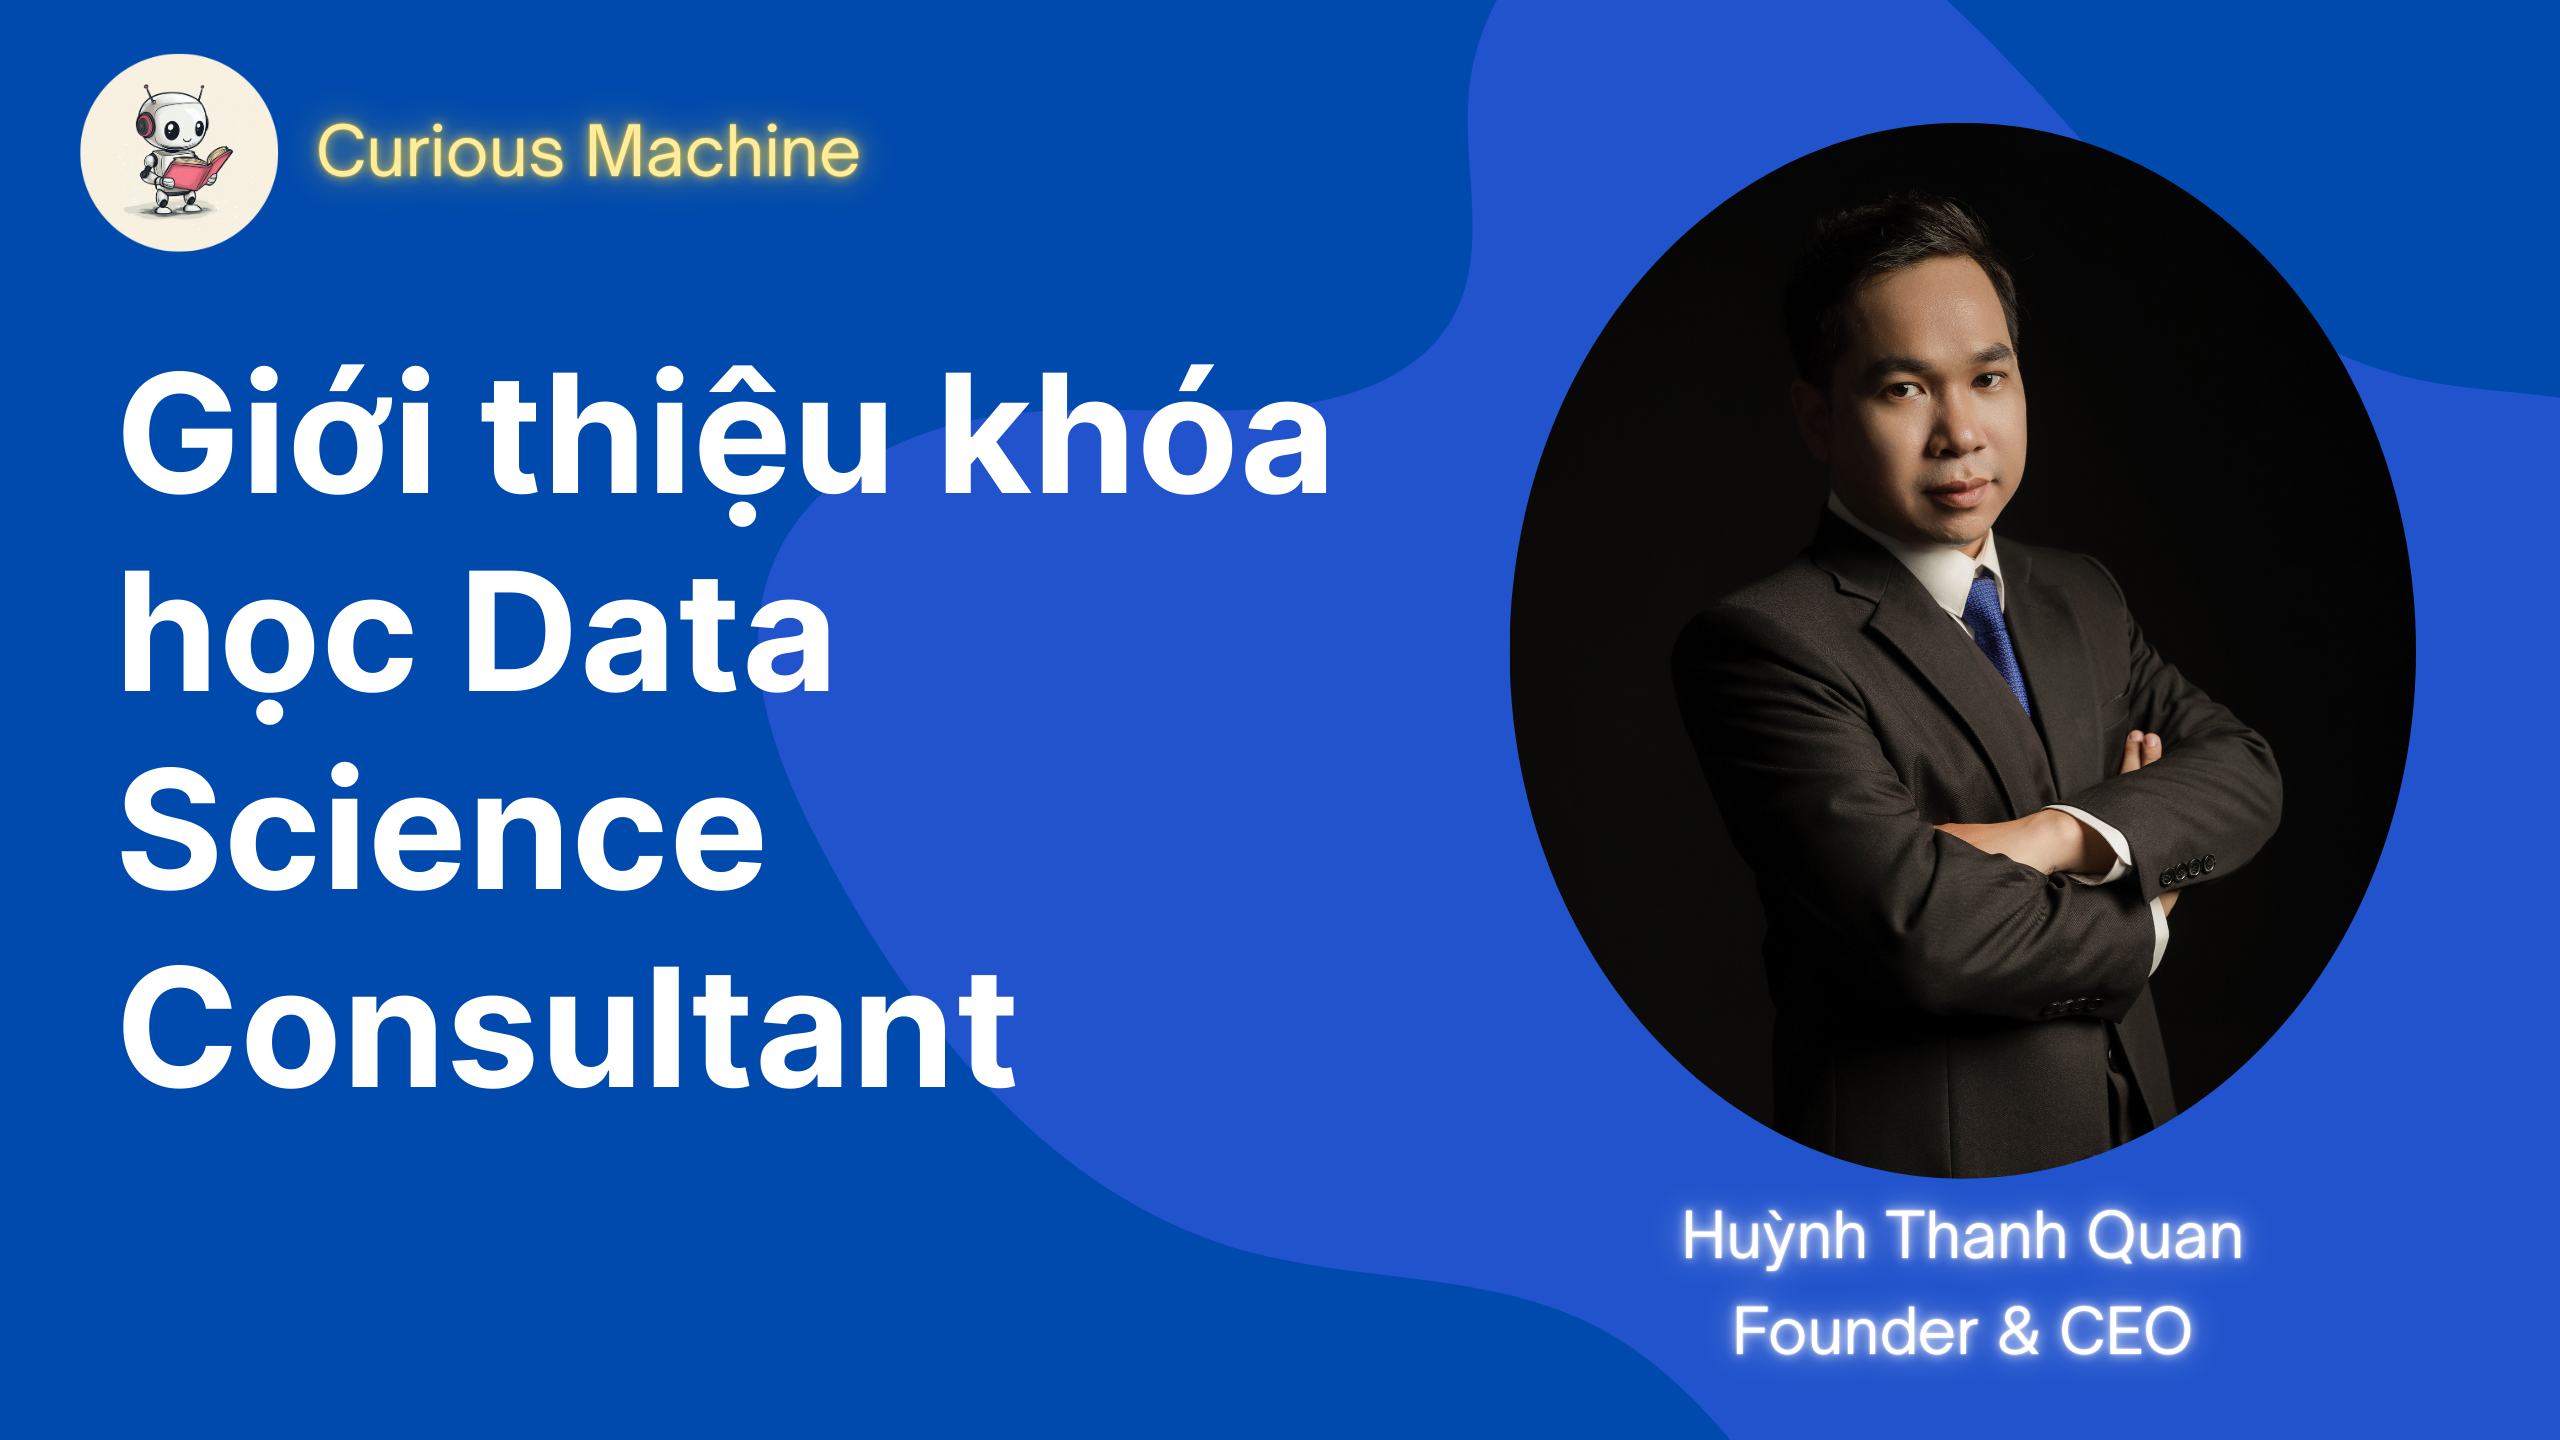 Curious Machine
Giới thiệu khóa
học Data
Science
Consultant
Huỳnh Thanh Quan
Founder & CEO